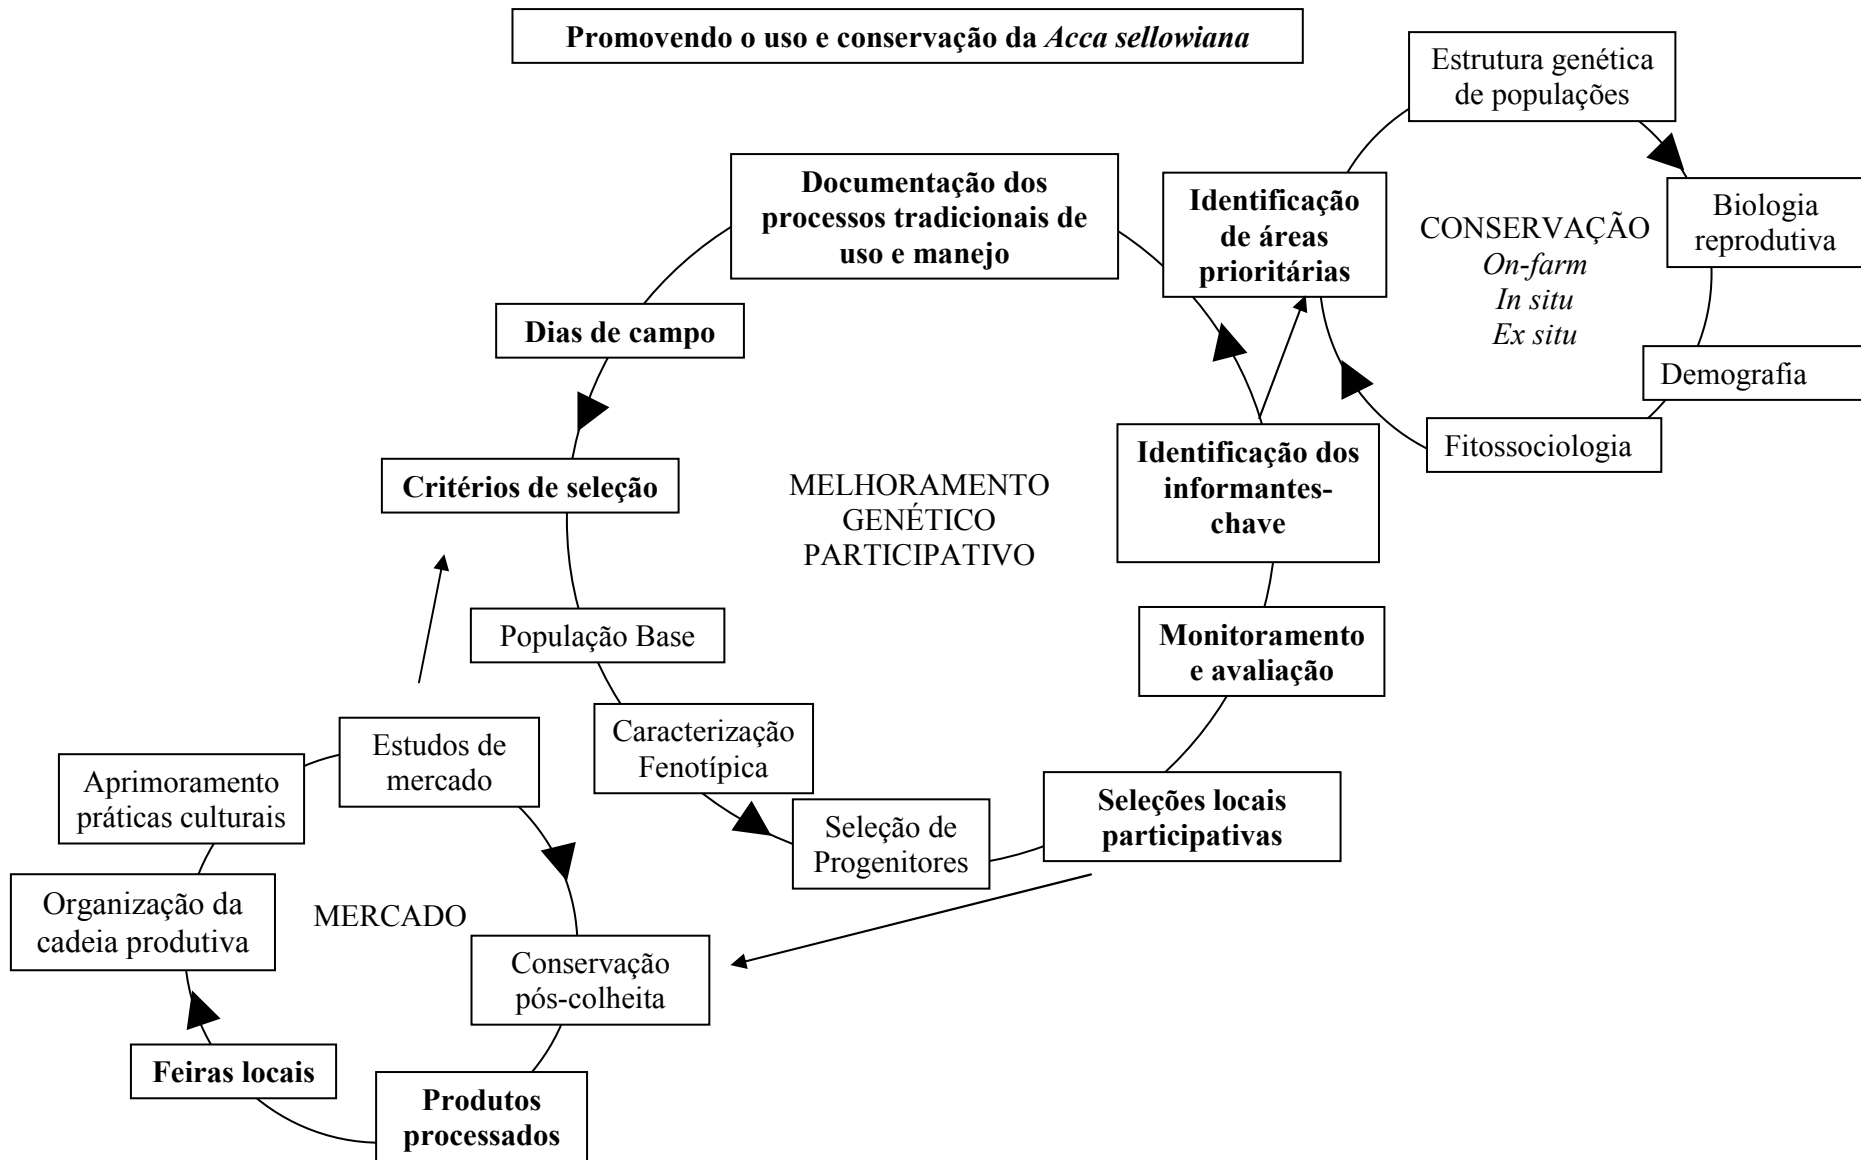 Promovendo o uso e conservação da Acca sellowiana
Estrutura genética
de populações
Documentação dos
processos tradicionais de
uso e manejo
Identificação
de áreas
prioritárias
Biologia
reprodutiva
CONSERVAÇÃO
On-farm
In situ
Ex situ
Dias de campo
Demografia
Fitossociologia
Identificação dos
informantes-
chave
Critérios de seleção
MELHORAMENTO
GENÉTICO
PARTICIPATIVO
População Base
Monitoramento
e avaliação
Caracterização
Fenotípica
Estudos de
mercado
Aprimoramento
práticas culturais
Seleções locais
participativas
Seleção de
Progenitores
Organização da
cadeia produtiva
MERCADO
Conservação
pós-colheita
Feiras locais
Produtos
processados